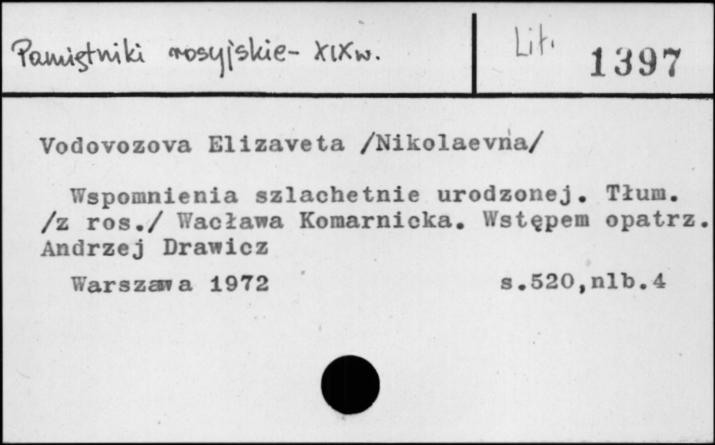 Pamiętniki rosyjskie- XIX w.
Lit. 1397
Vodovozova Elizaveta /Nikolaevna/
Wspomnienia szlachetnie urodzonej. Tłum.
/z ros./ Wacława Komarnicka. Wstępem opatrz.
Andrzej Drawicz
Warszawa 1972 s.520,nlb.4